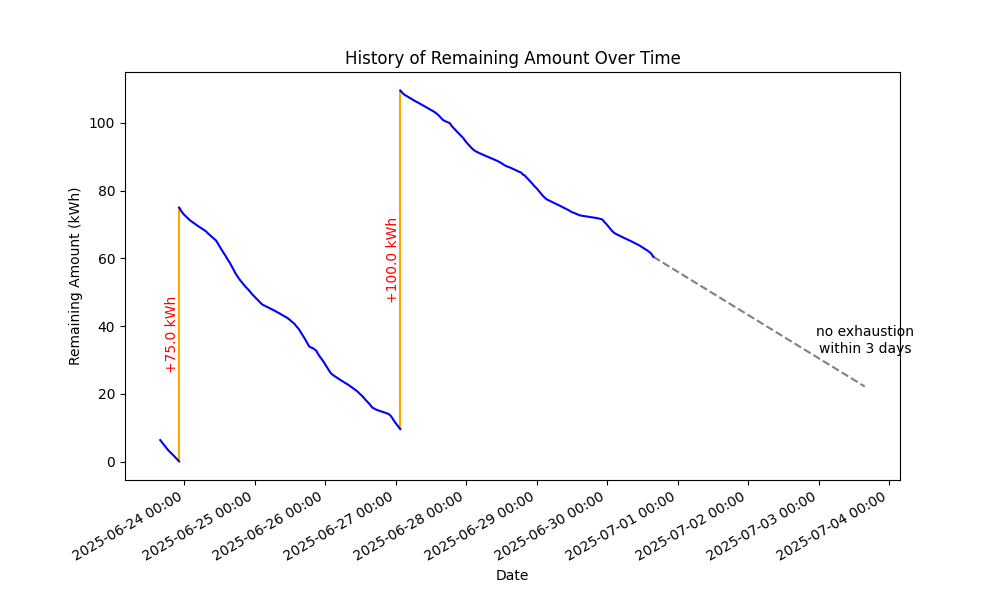 History of Remaining Amount Over Time
Remaining Amount (kWh)
100
80
60
40
20
0
+75.0 kWh
+100.0 kWh
no exhaustion
within 3 days
2025-06-24 00:00
2025-06-25 00:00
2025-06-26 00:00
2025-06-27 00:00
2025-06-28 00:00
2025-06-29 00:00
2025-06-30 00:00
2025-07-01 00:00
2025-07-02 00:00
2025-07-03 00:00
2025-07-04 00:00
Date